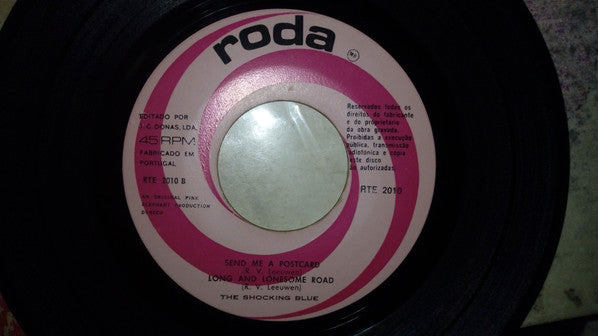 roda
EDITADO POR
J. C. DONAS, LDA.
45 RPM
FABRICADO EM
PORTUGAL
RTE 2010 B
AN ORIGINAL PINK
ELEPHANT PRODUCTION
Reservados todos os
direitos do fabricante
e do proprietário
da obra gravada.
Proibidas a execução
pública, transmissão
radiofónica e cópia
este disco
ão autorizadas.
RTE 2010
SEND ME A POSTCARD
(R. V. Leeuwen)
LONG AND LONESOME ROAD
(R. V. Leeuwen)
THE SHOCKING BLUE